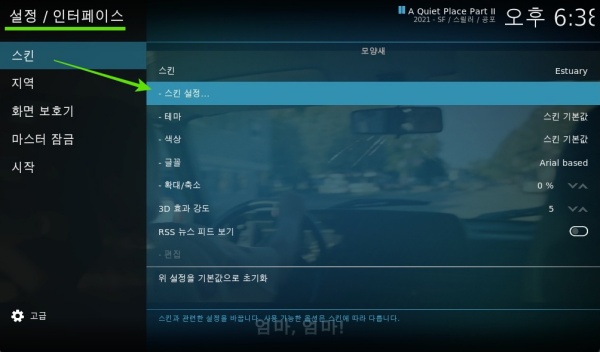 설정 / 인터페이스
A Quiet Place Part II
2021 - SF / 스릴러 / 공포
오후 6:38
스킨
지역
화면 보호기
마스터 잠금
시작
고급
모양새
스킨 Estuary
- 스킨 설정...
- 테마 스킨 기본값
- 색상 스킨 기본값
- 글꼴 Arial based
- 확대/축소 0 %
3D 효과 강도 5
RSS 뉴스 피드 보기
- 편집
위 설정을 기본값으로 초기화
스킨과 관련한 설정을 바꿉니다. 사용 가능한 옵션은 스킨에 따라 다릅니다.
엄마, 엄마!